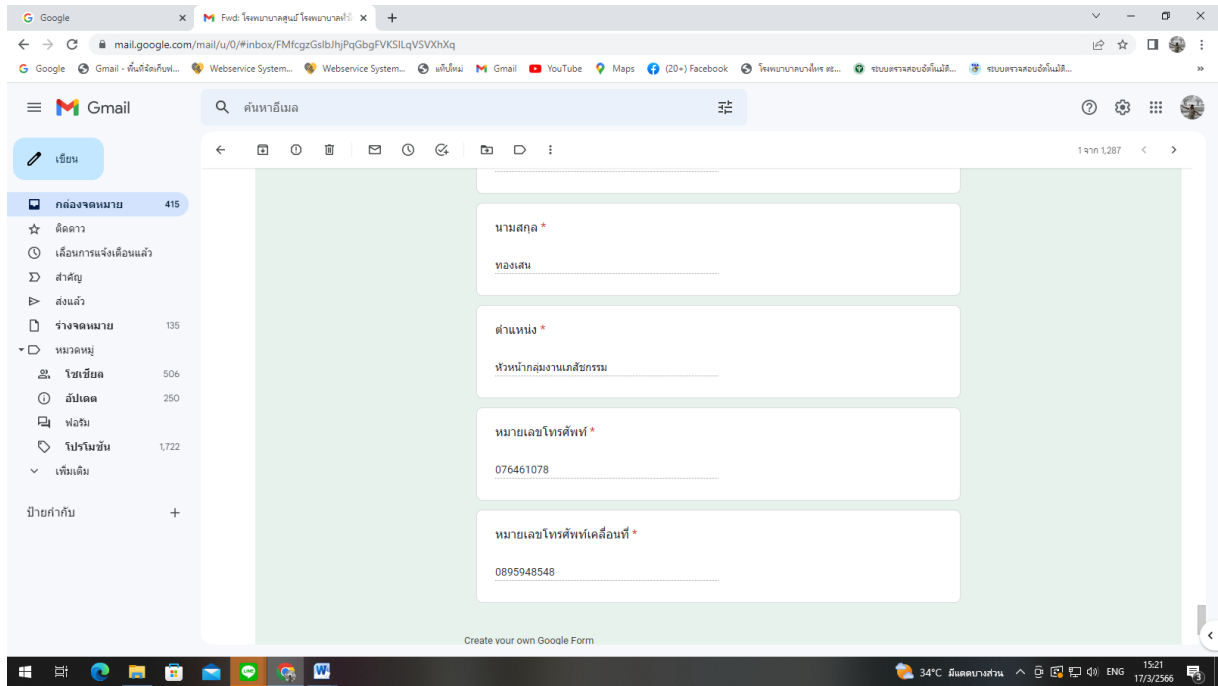 Google
Fwd: โรงพยาบาลศูนย์ โรงพยาบาลทั่วไ
mail.google.com/mail/u/0/#inbox/FMfcgzGslbJhjPqGbgFVKSlLqVSVXhXq
Google
Gmail - พื้นที่จัดเก็บฟ...
Webservice System...
Webservice System...
แท็บใหม่
Gmail
YouTube
Maps
(20+) Facebook
โรงพยาบาลบางไทร ตะ...
ระบบตรวจสอบอัตโนมัติ...
ระบบตรวจสอบอัตโนมัติ...
»
Gmail
ค้นหาอีเมล
เขียน
1 จาก 1,287
กล่องจดหมาย 415
ติดดาว
เลื่อนการแจ้งเตือนแล้ว
สำคัญ
ส่งแล้ว
ร่างจดหมาย 135
หมวดหมู่
โซเชียล 506
อัปเดต 250
ฟอรัม
โปรโมชัน 1,722
เพิ่มเติม
ป้ายกำกับ
นามสกุล *
ทองเสน
ตำแหน่ง *
หัวหน้ากลุ่มงานเภสัชกรรม
หมายเลขโทรศัพท์ *
076461078
หมายเลขโทรศัพท์เคลื่อนที่ *
0895948548
Create your own Google Form
34°C มีแดดบางส่วน
ENG
15:21
17/3/2566
3